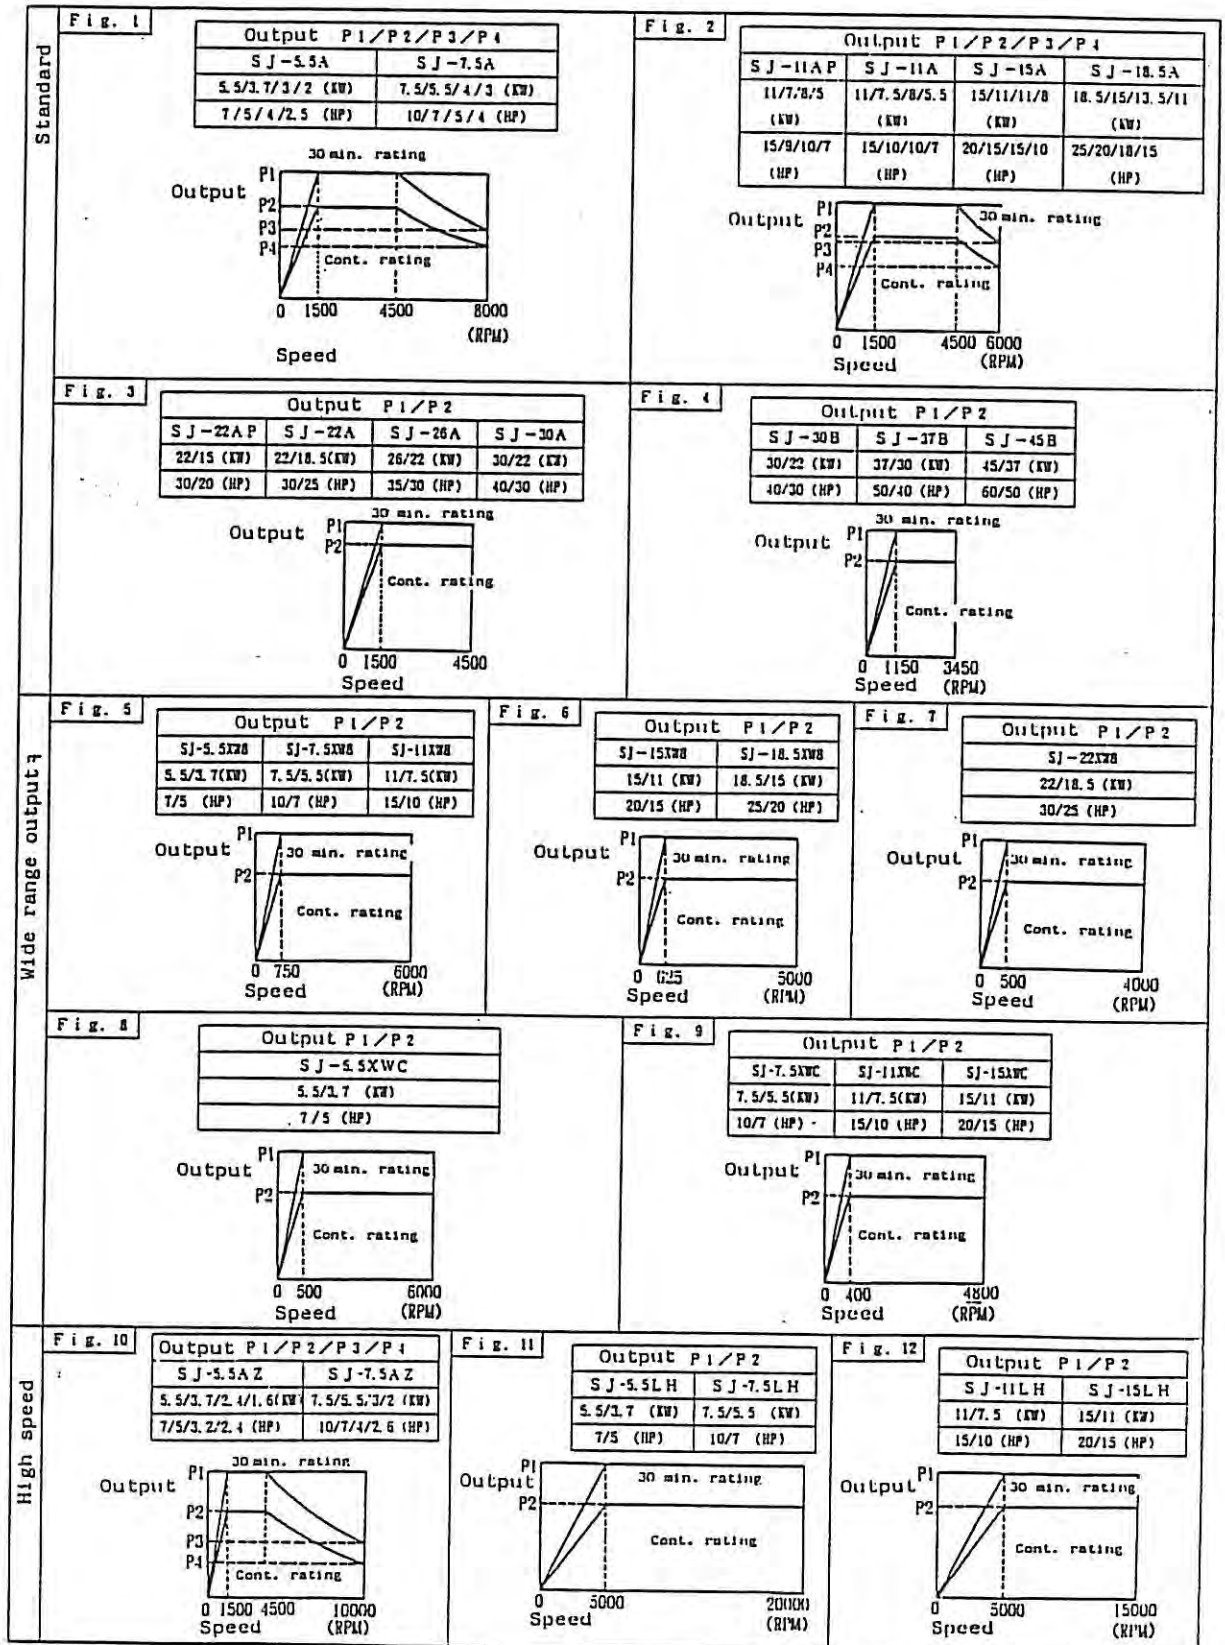 Standard
Fig. 1
Output P1/P2/P3/P4
SJ-5.5A SJ-7.5A
5.5/3.7/3/2 (KW) 7.5/5.5/4/3 (KW)
7/5/4/2.5 (HP) 10/7/5/4 (HP)
30 min. rating
Output
P1
P2
P3
P4
Cont. rating
0 1500 4500 8000
(RPM)
Speed
Fig. 2
Output P1/P2/P3/P4
SJ-11AP SJ-11A SJ-15A SJ-18.5A
11/7/8/5 11/7.5/8/5.5 15/11/11/8 18.5/15/13.5/11
(KW) (KW) (KW) (KW)
15/9/10/7 15/10/10/7 20/15/15/10 25/20/18/15
(HP) (HP) (HP) (HP)
Output
P1
30 min. rating
P2
P3
P4
Cont. rating
0 1500 4500 6000
Speed (RPM)
Fig. 3
Output P1/P2
SJ-22AP SJ-22A SJ-26A SJ-30A
22/15 (KW) 22/18.5(KW) 26/22 (KW) 30/22 (KW)
30/20 (HP) 30/25 (HP) 35/30 (HP) 40/30 (HP)
30 min. rating
Output
P1
P2
Cont. rating
0 1500 4500
Speed
Fig. 4
Output P1/P2
SJ-30B SJ-37B SJ-45B
30/22 (KW) 37/30 (KW) 45/37 (KW)
40/30 (HP) 50/40 (HP) 60/50 (HP)
30 min. rating
Output
P1
P2
Cont. rating
0 1150 3450
Speed (RPM)
Wide range output
Fig. 5
Output P1/P2
SJ-5.5XW8 SJ-7.5XW8 SJ-11XW8
5.5/3.7(KW) 7.5/5.5(KW) 11/7.5(KW)
7/5 (HP) 10/7 (HP) 15/10 (HP)
Output
P1
30 min. rating
P2
Cont. rating
0 750 6000
Speed (RPM)
Fig. 6
Output P1/P2
SJ-15XW8 SJ-18.5XW8
15/11 (KW) 18.5/15 (KW)
20/15 (HP) 25/20 (HP)
Output
P1
30 min. rating
P2
Cont. rating
0 625 5000
Speed (RPM)
Fig. 7
Output P1/P2
SJ-22XW8
22/18.5 (KW)
30/25 (HP)
Output
P1
30 min. rating
P2
Cont. rating
0 500 4000
Speed (RPM)
Fig. 8
Output P1/P2
SJ-5.5XWC
5.5/3.7 (KW)
7/5 (HP)
Output
P1
30 min. rating
P2
Cont. rating
0 500 6000
Speed (RPM)
Fig. 9
Output P1/P2
SJ-7.5XWC SJ-11XWC SJ-15XWC
7.5/5.5(KW) 11/7.5(KW) 15/11 (KW)
10/7 (HP) 15/10 (HP) 20/15 (HP)
Output
P1
30 min. rating
P2
Cont. rating
0 400 4800
Speed (RPM)
High speed
Fig. 10
Output P1/P2/P3/P4
SJ-5.5AZ SJ-7.5AZ
5.5/3.7/2.4/1.6(KW) 7.5/5.5/3/2 (KW)
7/5/3.2/2.4 (HP) 10/7/4/2.6 (HP)
30 min. rating
Output
P1
P2
P3
P4
Cont. rating
0 1500 4500 10000
Speed (RPM)
Fig. 11
Output P1/P2
SJ-5.5LH SJ-7.5LH
5.5/3.7 (KW) 7.5/5.5 (KW)
7/5 (HP) 10/7 (HP)
Output
P1
30 min. rating
P2
Cont. rating
0 5000 20000
Speed (RPM)
Fig. 12
Output P1/P2
SJ-11LH SJ-15LH
11/7.5 (KW) 15/11 (KW)
15/10 (HP) 20/15 (HP)
Output
P1
30 min. rating
P2
Cont. rating
0 5000 15000
Speed (RPM)